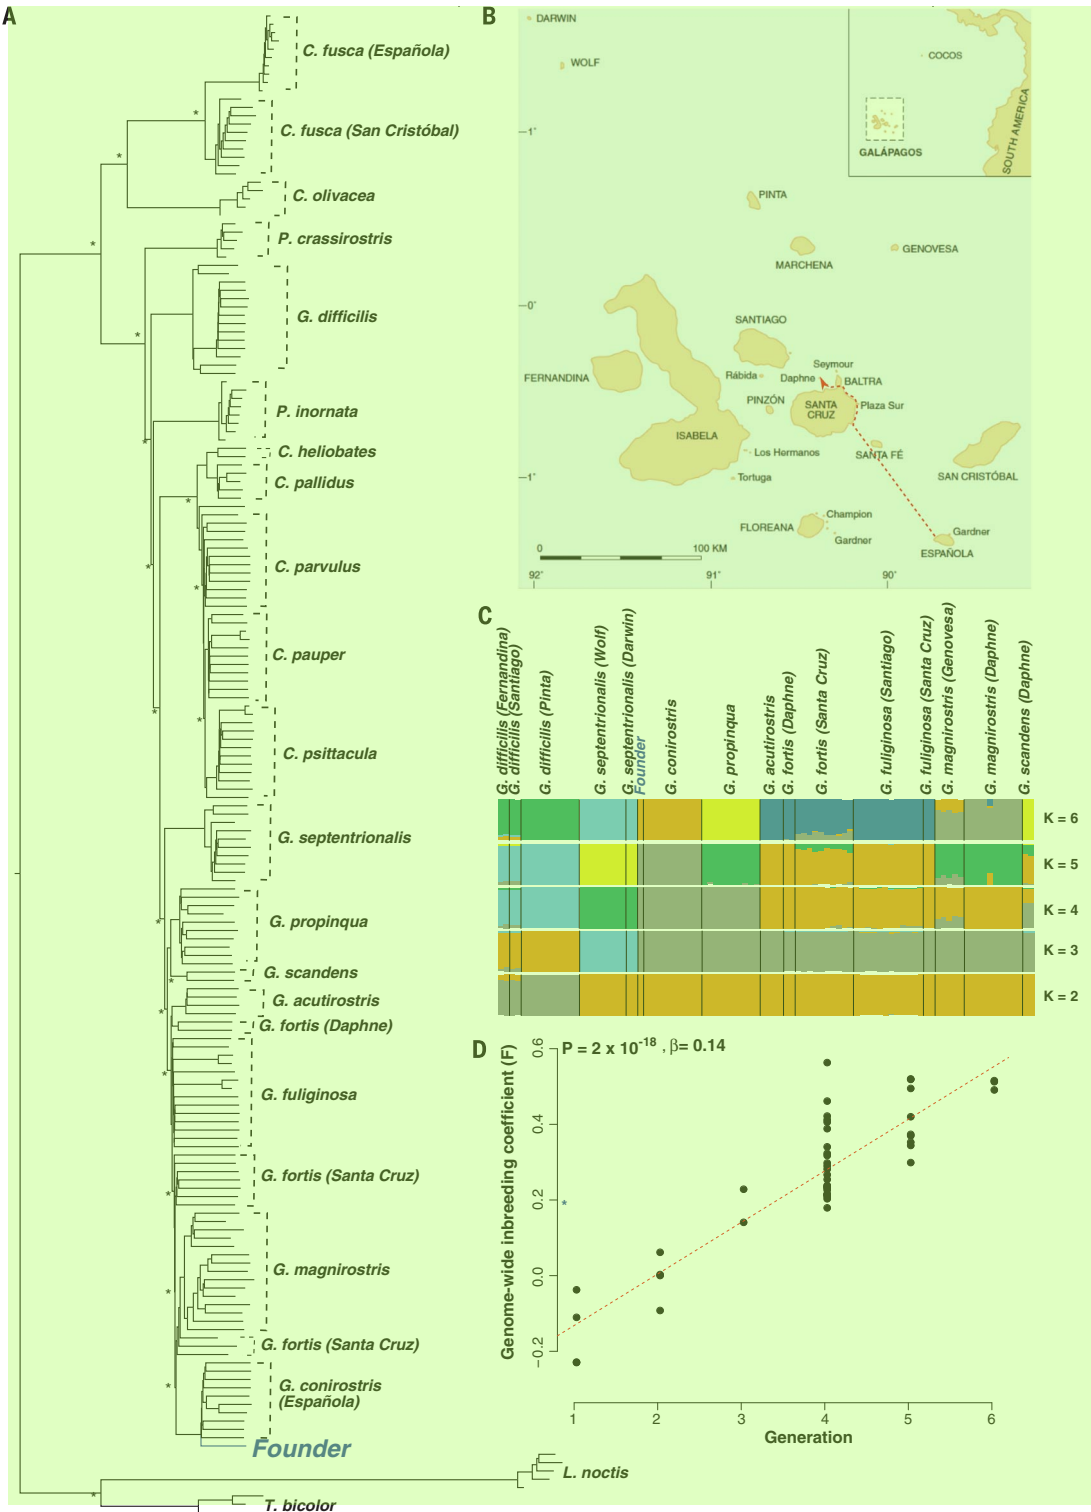 A
C. fusca (Española)
C. fusca (San Cristóbal)
C. olivacea
P. crassirostris
G. difficilis
P. inornata
C. heliobates
C. pallidus
C. parvulus
C. pauper
C. psittacula
G. septentrionalis
G. propinqua
G. scandens
G. acutirostris
G. fortis (Daphne)
G. fuliginosa
G. fortis (Santa Cruz)
G. magnirostris
G. fortis (Santa Cruz)
G. conirostris
(Española)
Founder
L. noctis
T. bicolor
B
DARWIN
WOLF
COCOS
GALÁPAGOS
SOUTH AMERICA
1°
PINTA
MARCHENA
GENOVESA
0°
SANTIAGO
Seymour
FERNANDINA
Rábida
Daphne
BALTRA
PINZÓN
SANTA
CRUZ
Plaza Sur
ISABELA
Los Hermanos
SANTA FÉ
1°
Tortuga
SAN CRISTÓBAL
Champion
FLOREANA
Gardner
Gardner
ESPAÑOLA
0 100 KM
92° 91° 90°
C
G. difficilis (Fernandina)
G. difficilis (Santiago)
G. difficilis (Pinta)
G. septentrionalis (Wolf)
G. septentrionalis (Darwin)
Founder
G. conirostris
G. propinqua
G. acutirostris
G. fortis (Daphne)
G. fortis (Santa Cruz)
G. fuliginosa (Santiago)
G. fuliginosa (Santa Cruz)
G. magnirostris (Genovesa)
G. magnirostris (Daphne)
G. scandens (Daphne)
K = 6
K = 5
K = 4
K = 3
K = 2
D
P = 2 x 10⁻¹⁸ , β= 0.14
Genome-wide inbreeding coefficient (F)
0.6
0.4
0.2
0.0
−0.2
1 2 3 4 5 6
Generation